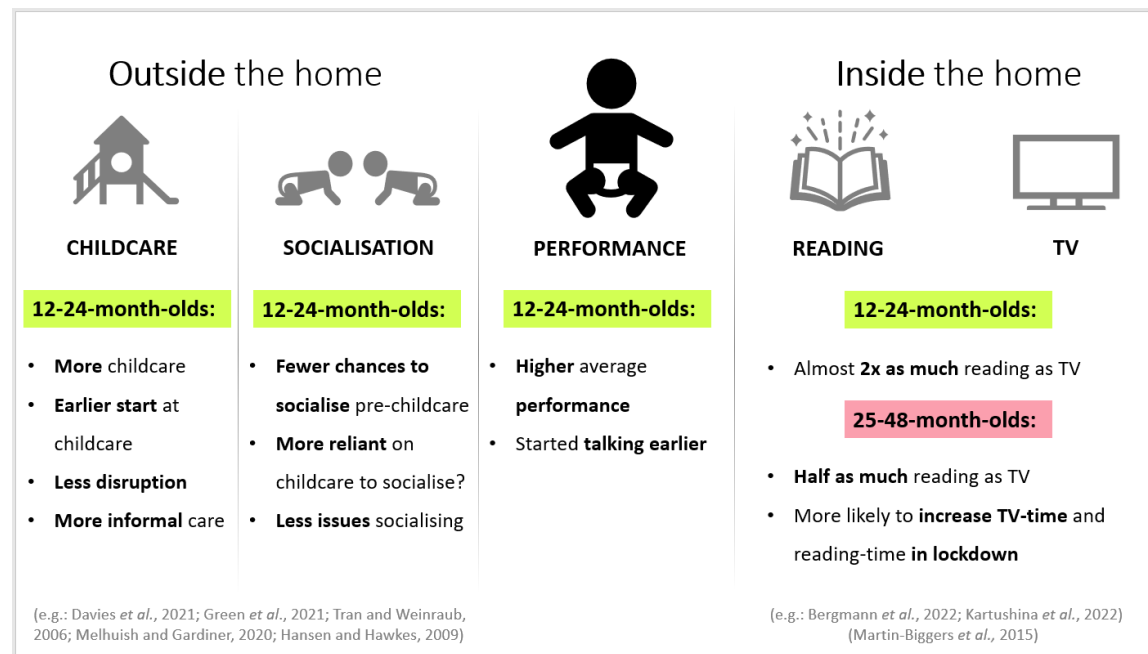 Outside the home
CHILDCARE
12-24-month-olds:
• More childcare
• Earlier start at
childcare
• Less disruption
• More informal care
SOCIALISATION
12-24-month-olds:
• Fewer chances to
socialise pre-childcare
• More reliant on
childcare to socialise?
• Less issues socialising
(e.g.: Davies et al., 2021; Green et al., 2021; Tran and Weinraub,
2006; Melhuish and Gardiner, 2020; Hansen and Hawkes, 2009)
PERFORMANCE
12-24-month-olds:
• Higher average
performance
• Started talking earlier
Inside the home
READING
TV
12-24-month-olds:
• Almost 2x as much reading as TV
25-48-month-olds:
• Half as much reading as TV
• More likely to increase TV-time and
reading-time in lockdown
(e.g.: Bergmann et al., 2022; Kartushina et al., 2022)
(Martin-Biggers et al., 2015)